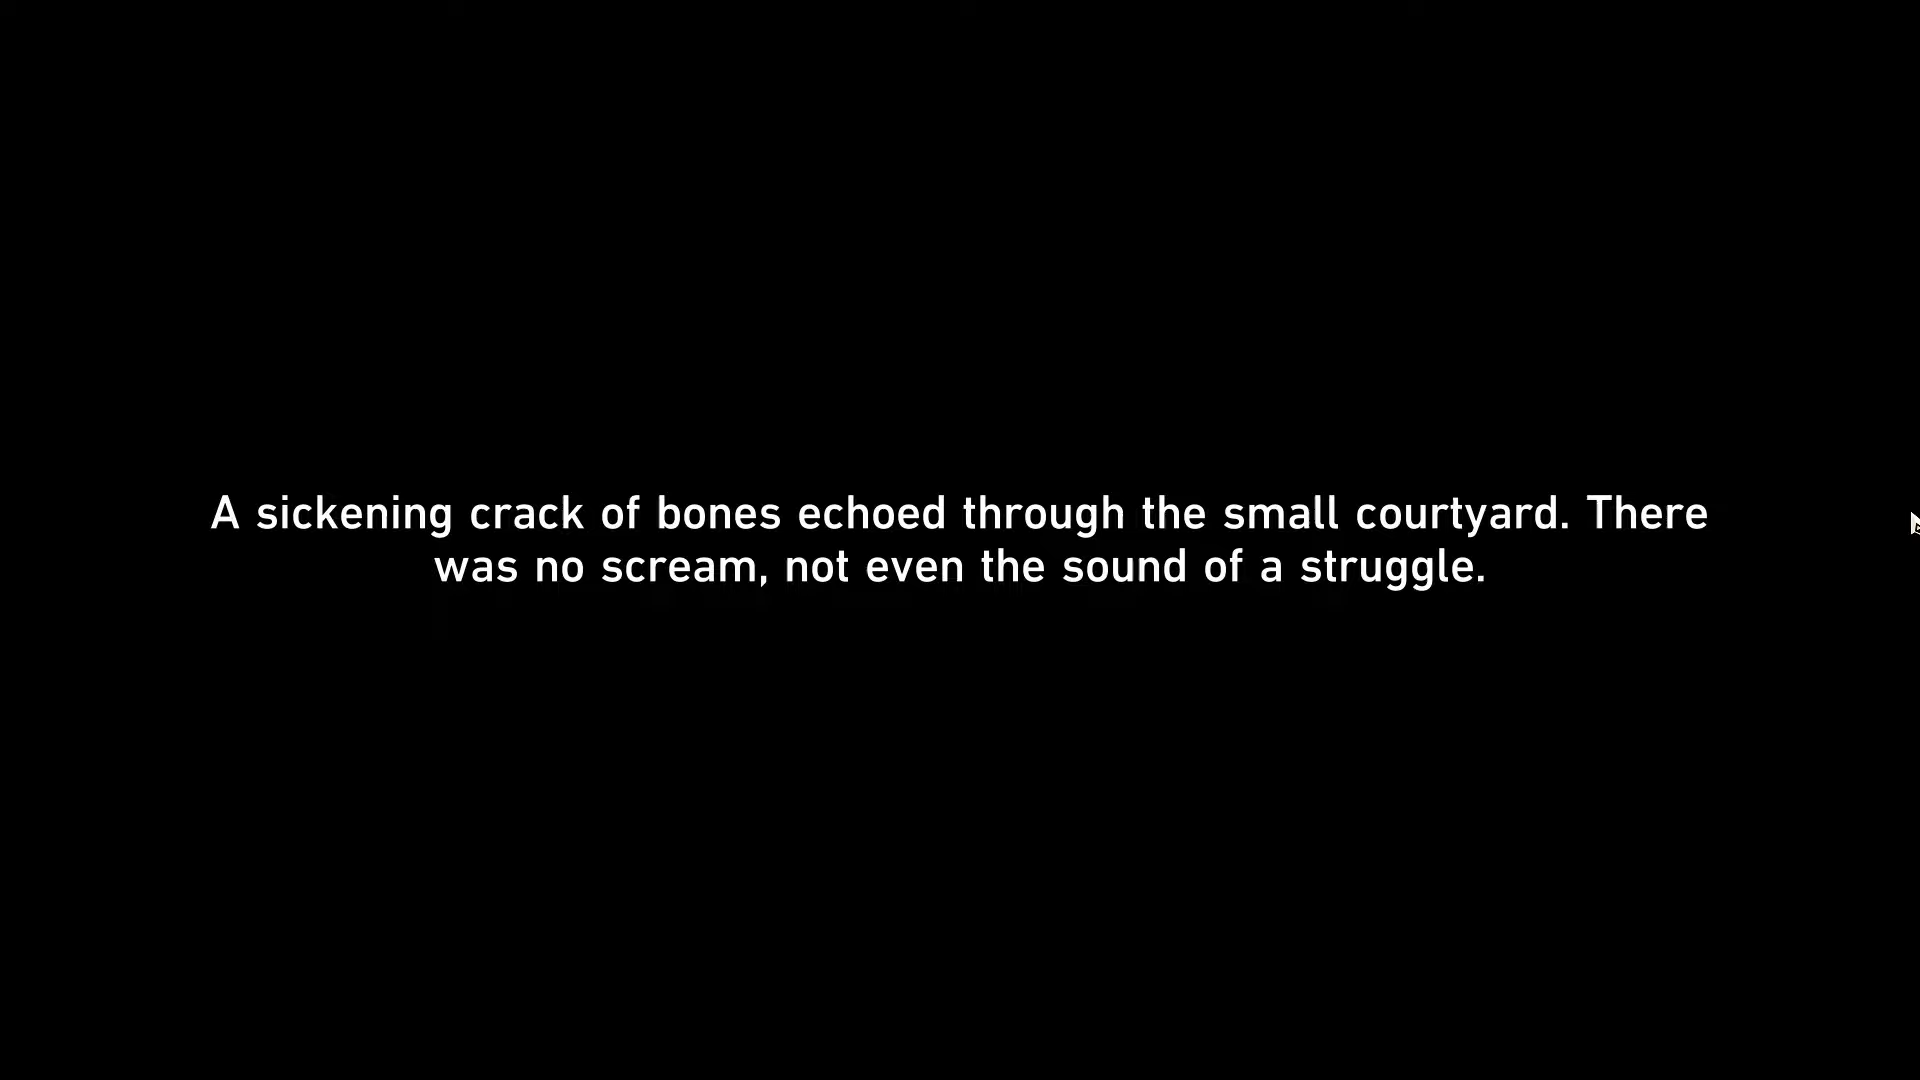 A sickening crack of bones echoed through the small courtyard. There
was no scream, not even the sound of a struggle.